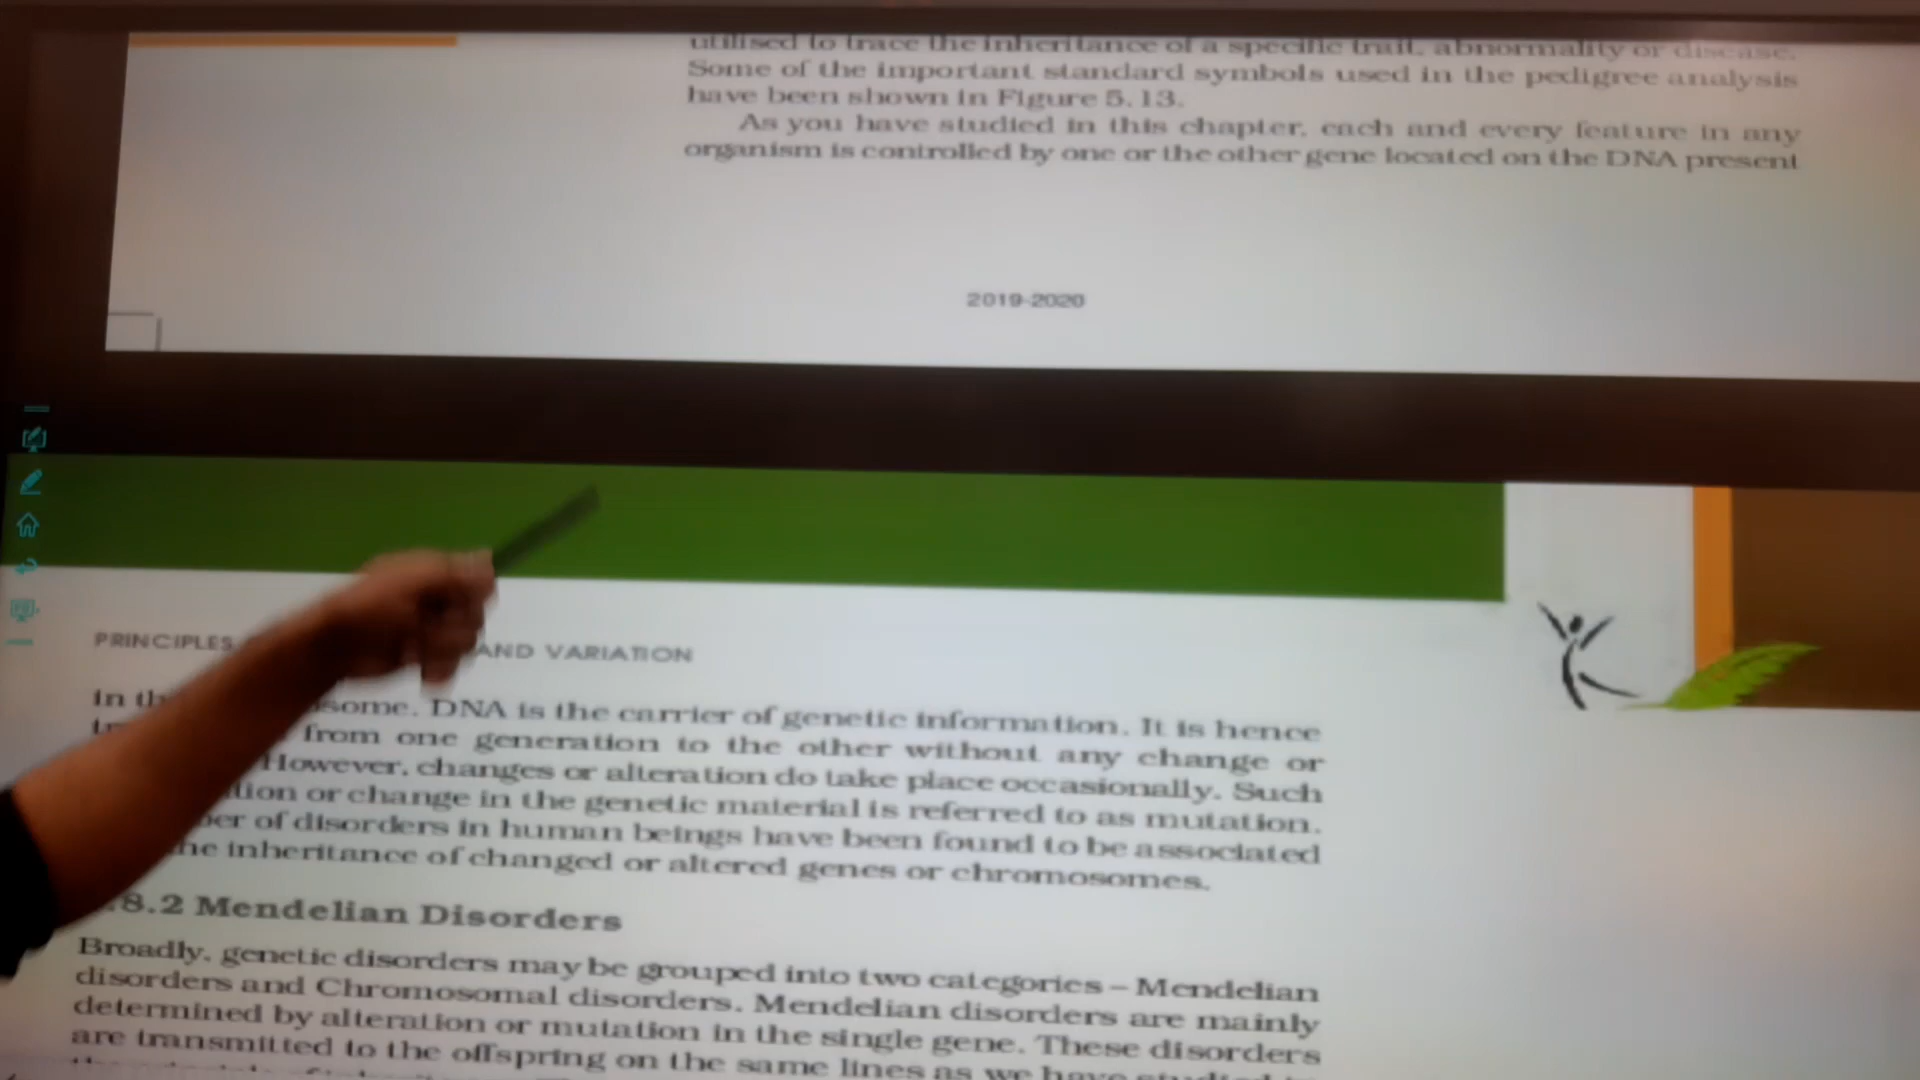 utilised to trace the inheritance of a specific trait, abnormality or disease.
Some of the important standard symbols used in the pedigree analysis
have been shown in Figure 5.13.
As you have studied in this chapter, each and every feature in any
organism is controlled by one or the other gene located on the DNA present
2019-2020
PRINCIPLES AND VARIATION
in th some. DNA is the carrier of genetic information. It is hence
from one generation to the other without any change or
However, changes or alteration do take place occasionally. Such
tion or change in the genetic material is referred to as mutation.
ber of disorders in human beings have been found to be associated
he inheritance of changed or altered genes or chromosomes.
.8.2 Mendelian Disorders
Broadly, genetic disorders may be grouped into two categories – Mendelian
disorders and Chromosomal disorders. Mendelian disorders are mainly
determined by alteration or mutation in the single gene. These disorders
are transmitted to the offspring on the same lines as we have studied